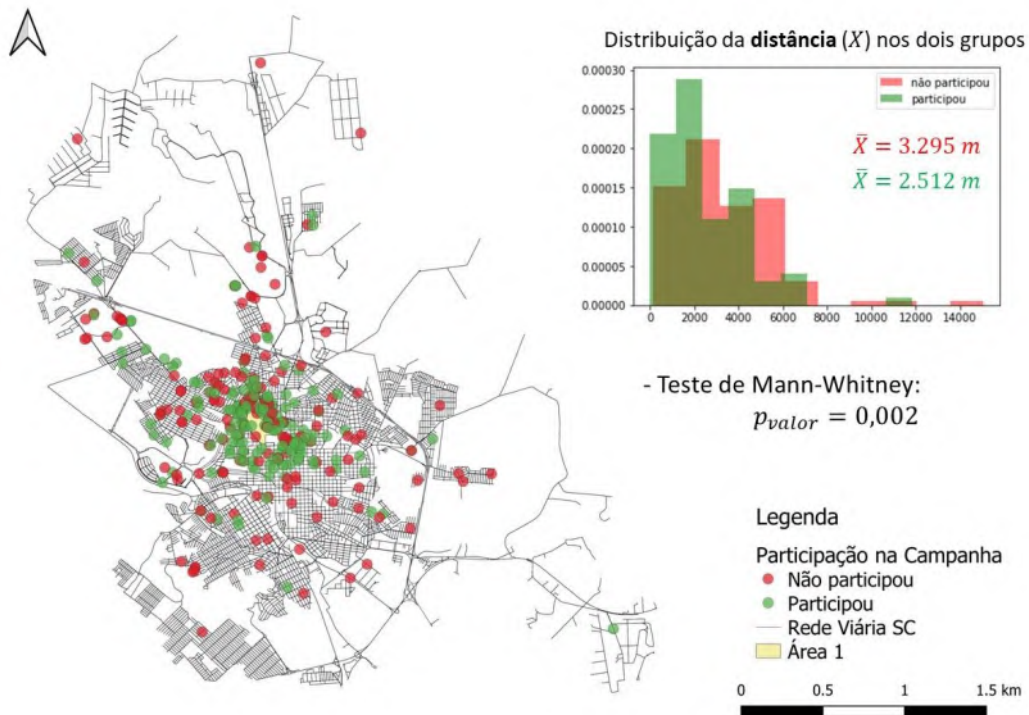 Distribuição da distância (X) nos dois grupos
0.00030
0.00025
0.00020
0.00015
0.00010
0.00005
0.00000
0 2000 4000 6000 8000 10000 12000 14000
não participou
participou
X̄ = 3.295 m
X̄ = 2.512 m
- Teste de Mann-Whitney:
p_valor = 0,002
Legenda
Participação na Campanha
Não participou
Participou
Rede Viária SC
Área 1
0 0.5 1 1.5 km